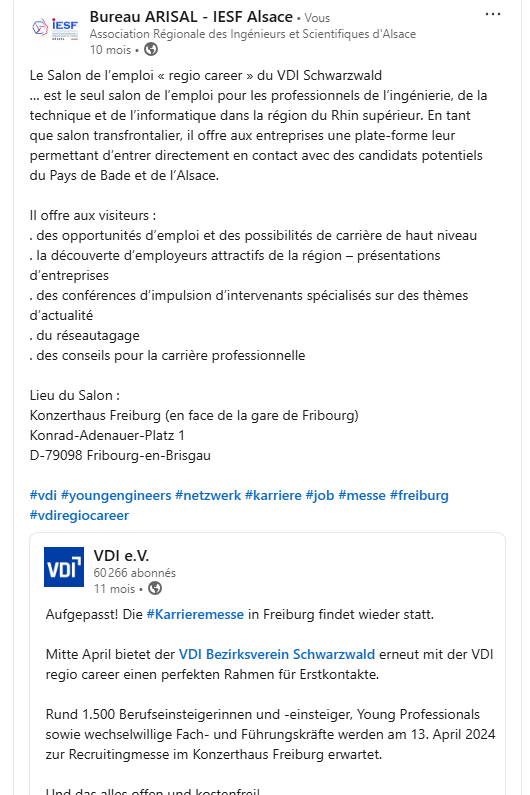 Bureau ARISAL - IESF Alsace • Vous
Association Régionale des Ingénieurs et Scientifiques d'Alsace
10 mois •
IESF
Le Salon de l'emploi « regio career » du VDI Schwarzwald
... est le seul salon de l'emploi pour les professionnels de l'ingénierie, de la
technique et de l'informatique dans la région du Rhin supérieur. En tant
que salon transfrontalier, il offre aux entreprises une plate-forme leur
permettant d'entrer directement en contact avec des candidats potentiels
du Pays de Bade et de l'Alsace.
Il offre aux visiteurs :
. des opportunités d'emploi et des possibilités de carrière de haut niveau
. la découverte d'employeurs attractifs de la région – présentations
d'entreprises
. des conférences d'impulsion d'intervenants spécialisés sur des thèmes
d'actualité
. du réseautagage
. des conseils pour la carrière professionnelle
Lieu du Salon :
Konzerthaus Freiburg (en face de la gare de Fribourg)
Konrad-Adenauer-Platz 1
D-79098 Fribourg-en-Brisgau
#vdi #youngengineers #netzwerk #karriere #job #messe #freiburg
#vdiregiocareer
VDI
VDI e.V.
60 266 abonnés
11 mois •
Aufgepasst! Die #Karrieremesse in Freiburg findet wieder statt.
Mitte April bietet der VDI Bezirksverein Schwarzwald erneut mit der VDI
regio career einen perfekten Rahmen für Erstkontakte.
Rund 1.500 Berufseinsteigerinnen und -einsteiger, Young Professionals
sowie wechselwillige Fach- und Führungskräfte werden am 13. April 2024
zur Recruitingmesse im Konzerthaus Freiburg erwartet.
Und das alles offen und kostenfrei!